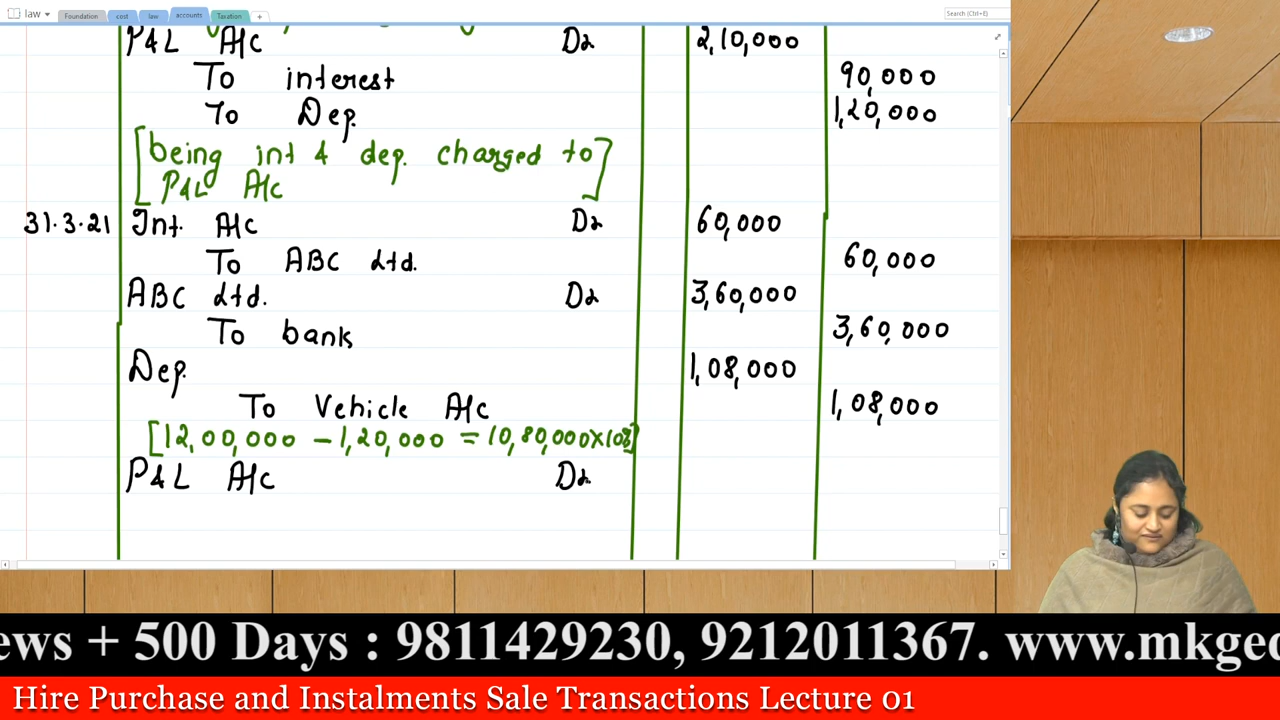 law Foundation cost law accounts Taxation + Search (Ctrl+E)
P&L A/c Dr 2,10,000
To interest 90,000
To Dep. 1,20,000
[being int & dep. charged to
P&L A/c]
31.3.21 Int. A/c Dr 60,000
To ABC Ltd. 60,000
ABC Ltd. Dr 3,60,000
To bank 3,60,000
Dep. 1,08,000
To Vehicle A/c 1,08,000
[12,00,000 - 1,20,000 = 10,80,000x10%]
P&L A/c Dr.
ews + 500 Days : 9811429230, 9212011367. www.mkged
Hire Purchase and Instalments Sale Transactions Lecture 01